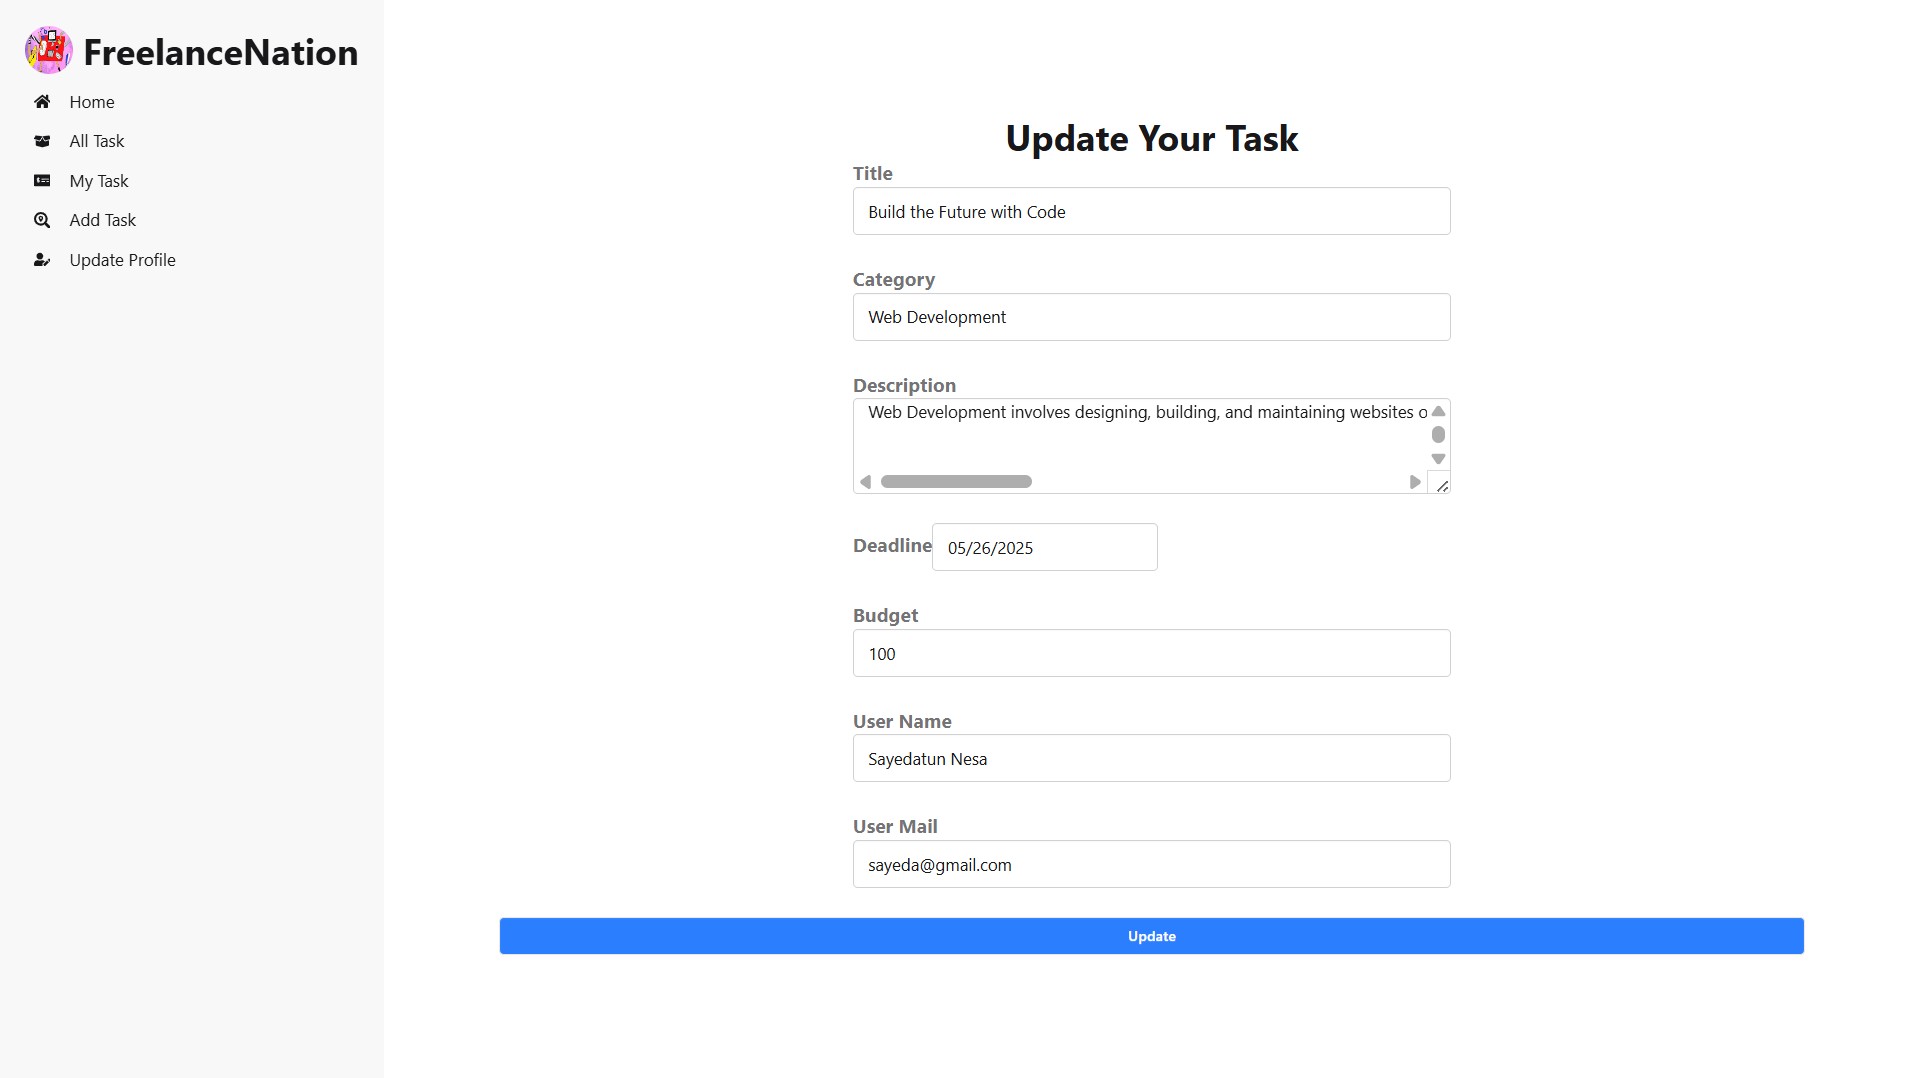 FreelanceNation
Home
All Task
My Task
Add Task
Update Profile
Update Your Task
Title
Build the Future with Code
Category
Web Development
Description
Web Development involves designing, building, and maintaining websites o
Deadline
05/26/2025
Budget
100
User Name
Sayedatun Nesa
User Mail
sayeda@gmail.com
Update